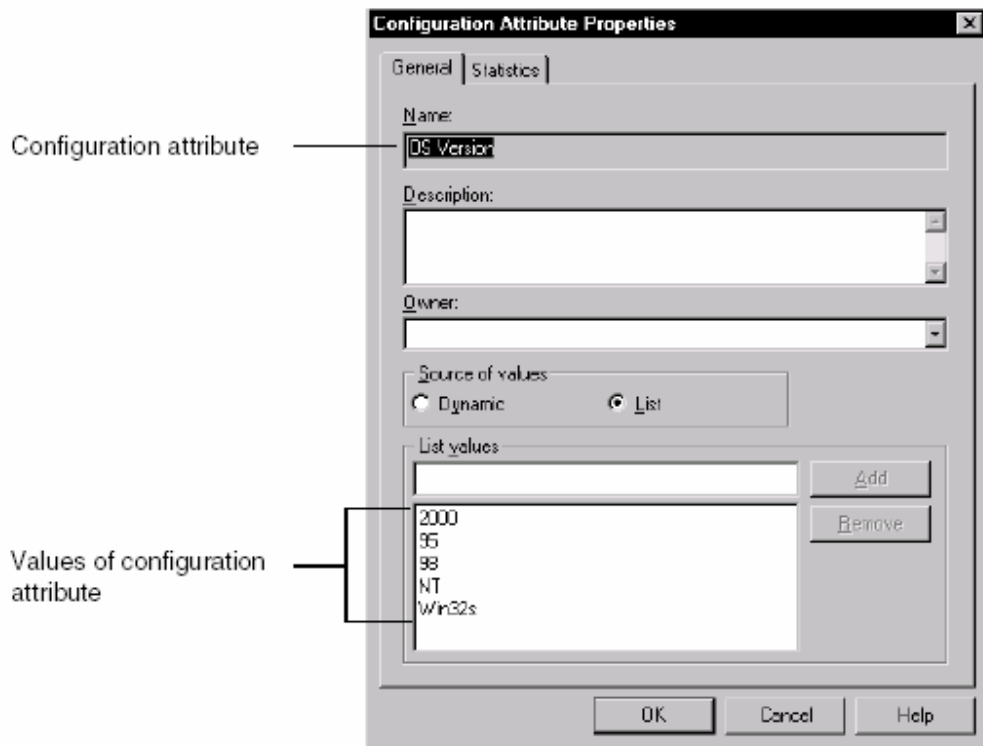 Configuration Attribute Properties
General Statistics
Name:
Configuration attribute
OS Version
Description:
Owner:
Source of values
Dynamic List
List values
Add
2000
Remove
95
98
NT
Win32s
Values of configuration
attribute
OK Cancel Help